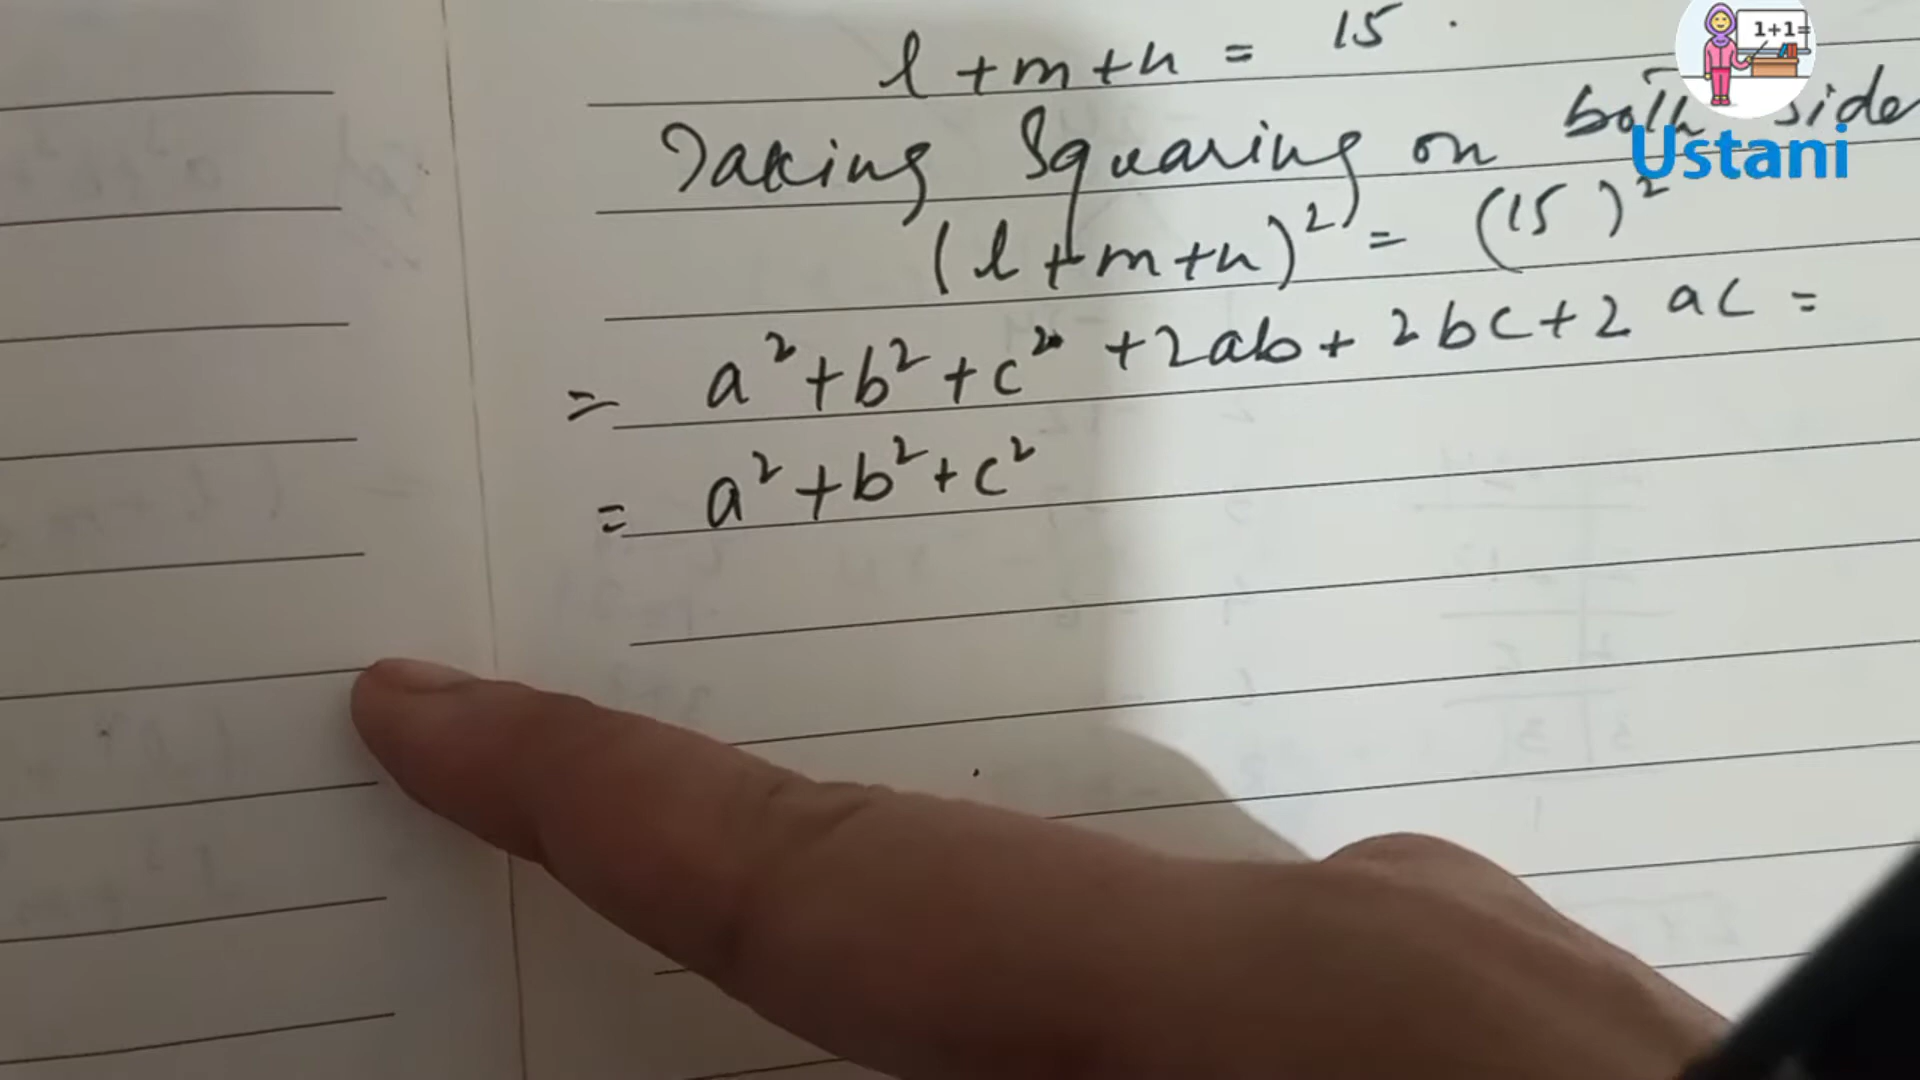 l + m + n = 15 .
Taking Squaring on both side
(l + m + n)² = (15)²
= a² + b² + c² + 2ab + 2bc + 2 ac =
= a² + b² + c²
1+1=
Ustani